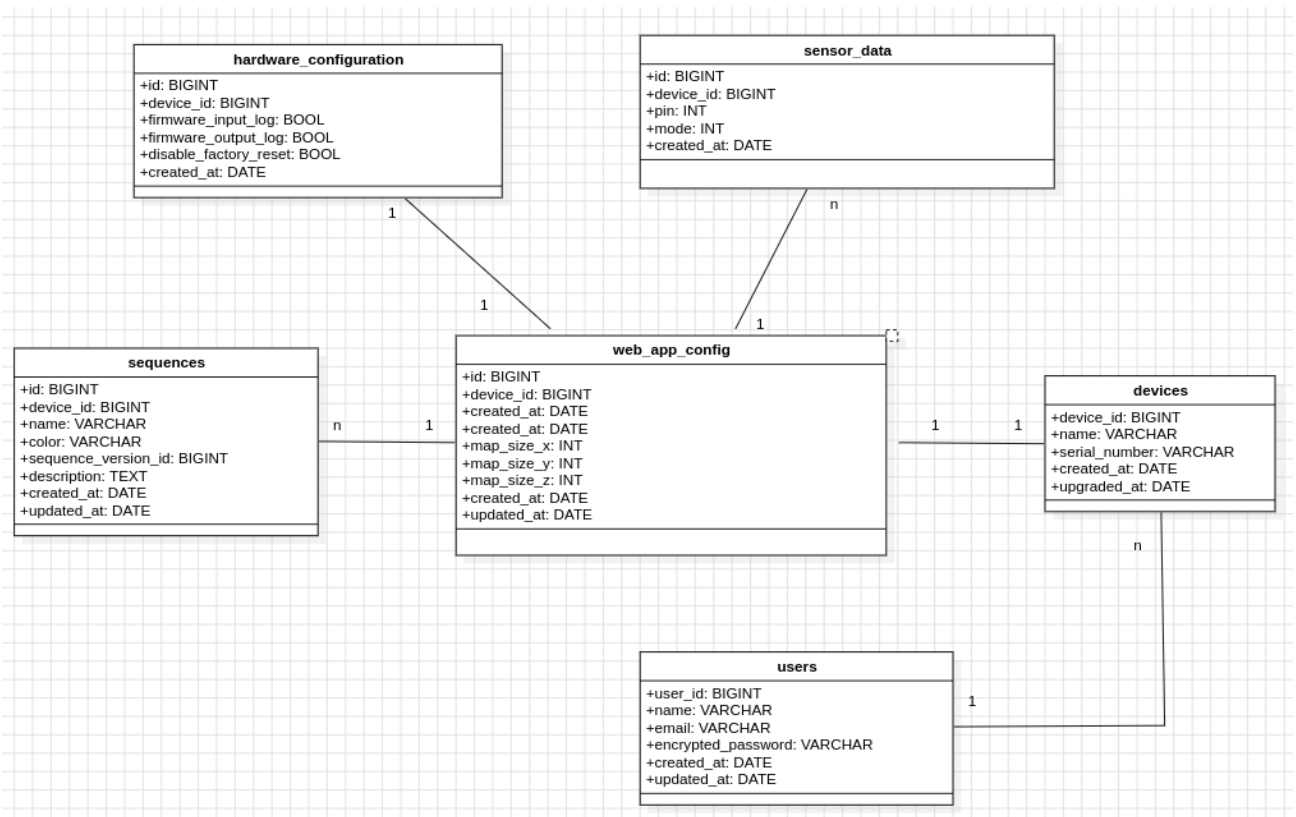 hardware_configuration
+id: BIGINT
+device_id: BIGINT
+firmware_input_log: BOOL
+firmware_output_log: BOOL
+disable_factory_reset: BOOL
+created_at: DATE
sensor_data
+id: BIGINT
+device_id: BIGINT
+pin: INT
+mode: INT
+created_at: DATE
1
n
1
1
sequences
+id: BIGINT
+device_id: BIGINT
+name: VARCHAR
+color: VARCHAR
+sequence_version_id: BIGINT
+description: TEXT
+created_at: DATE
+updated_at: DATE
n
1
web_app_config
+id: BIGINT
+device_id: BIGINT
+created_at: DATE
+created_at: DATE
+map_size_x: INT
+map_size_y: INT
+map_size_z: INT
+created_at: DATE
+updated_at: DATE
1
1
devices
+device_id: BIGINT
+name: VARCHAR
+serial_number: VARCHAR
+created_at: DATE
+upgraded_at: DATE
n
users
+user_id: BIGINT
+name: VARCHAR
+email: VARCHAR
+encrypted_password: VARCHAR
+created_at: DATE
+updated_at: DATE
1